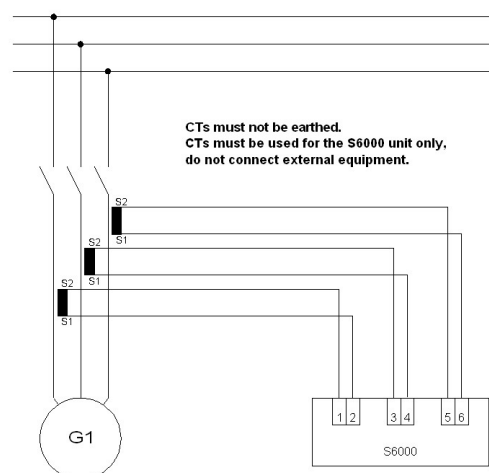 CTs must not be earthed.
CTs must be used for the S6000 unit only,
do not connect external equipment.
S2
S1
S2
S1
S2
S1
G1
1 2 3 4 5 6
S6000